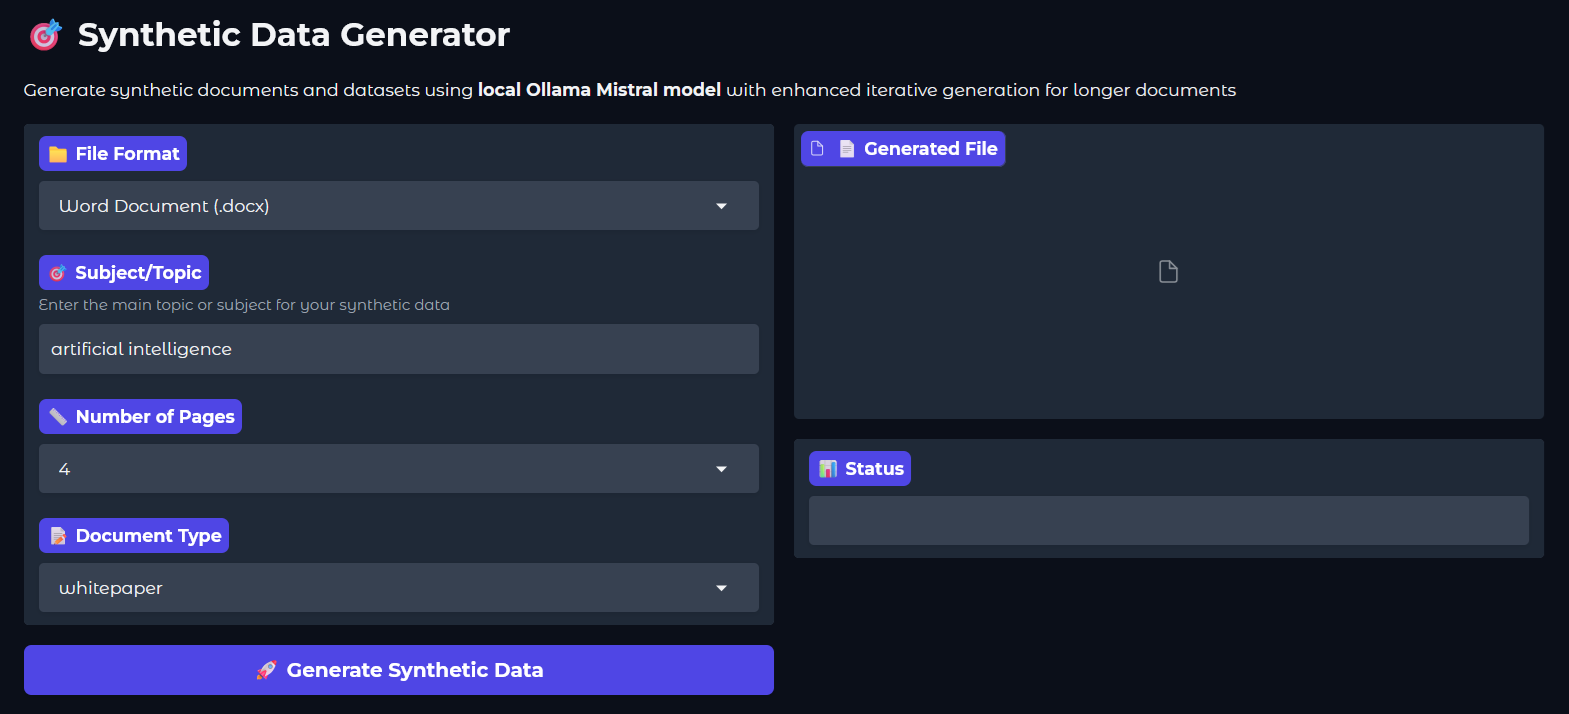 Synthetic Data Generator
Generate synthetic documents and datasets using local Ollama Mistral model with enhanced iterative generation for longer documents
File Format
Word Document (.docx)
Subject/Topic
Enter the main topic or subject for your synthetic data
artificial intelligence
Number of Pages
4
Document Type
whitepaper
Generate Synthetic Data
Generated File
Status